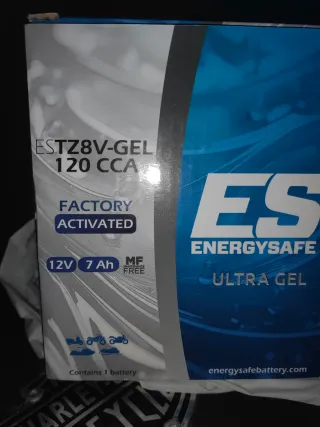 ESTZ8V-GEL
120 CCA
FACTORY
ACTIVATED
12V 7 Ah MF
FREE
ES
ENERGYSAFE
ULTRA GEL
Contains 1 battery
energysafebattery.com